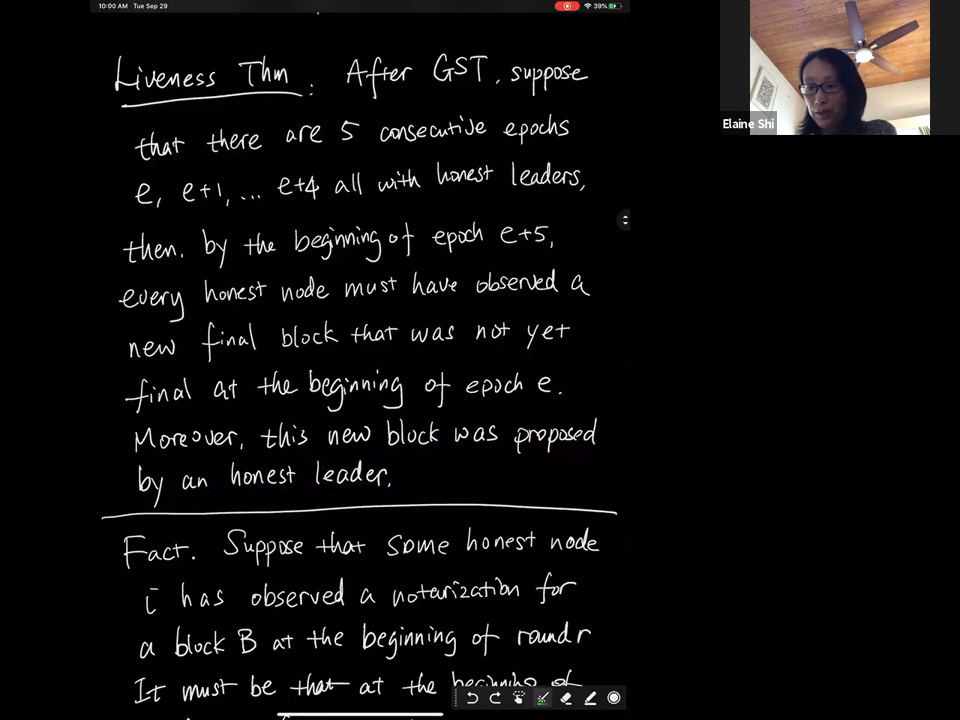 10:00 AM Tue Sep 29
39%
Liveness Thm: After GST, suppose
that there are 5 consecutive epochs
e, e+1, ... e+4 all with honest leaders,
then, by the beginning of epoch e+5,
every honest node must have observed a
new final block that was not yet
final at the beginning of epoch e.
Moreover, this new block was proposed
by an honest leader.
Fact. Suppose that some honest node
i has observed a notarization for
a block B at the beginning of round r
It must be that at the beginning of
Elaine Shi